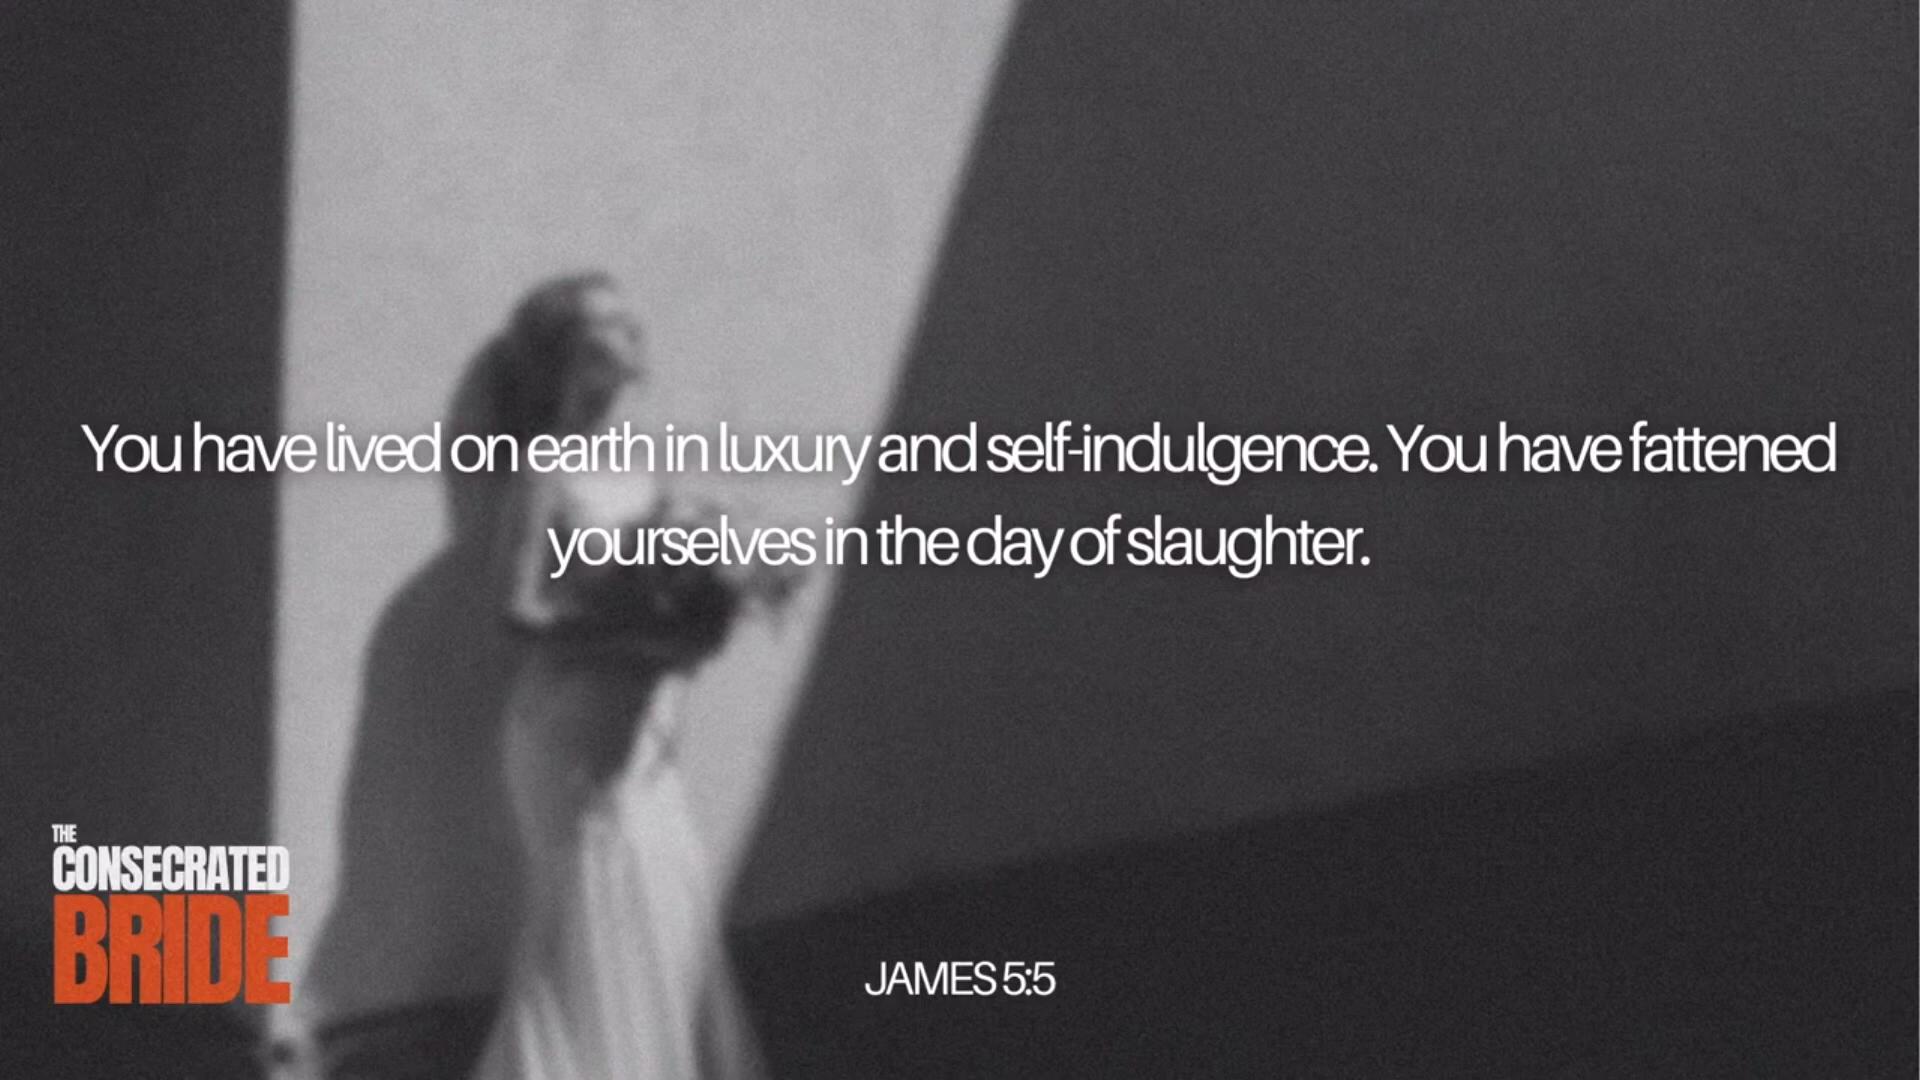 You have lived on earth in luxury and self-indulgence. You have fattened
yourselves in the day of slaughter.
THE
CONSECRATED
BRIDE
JAMES 5:5